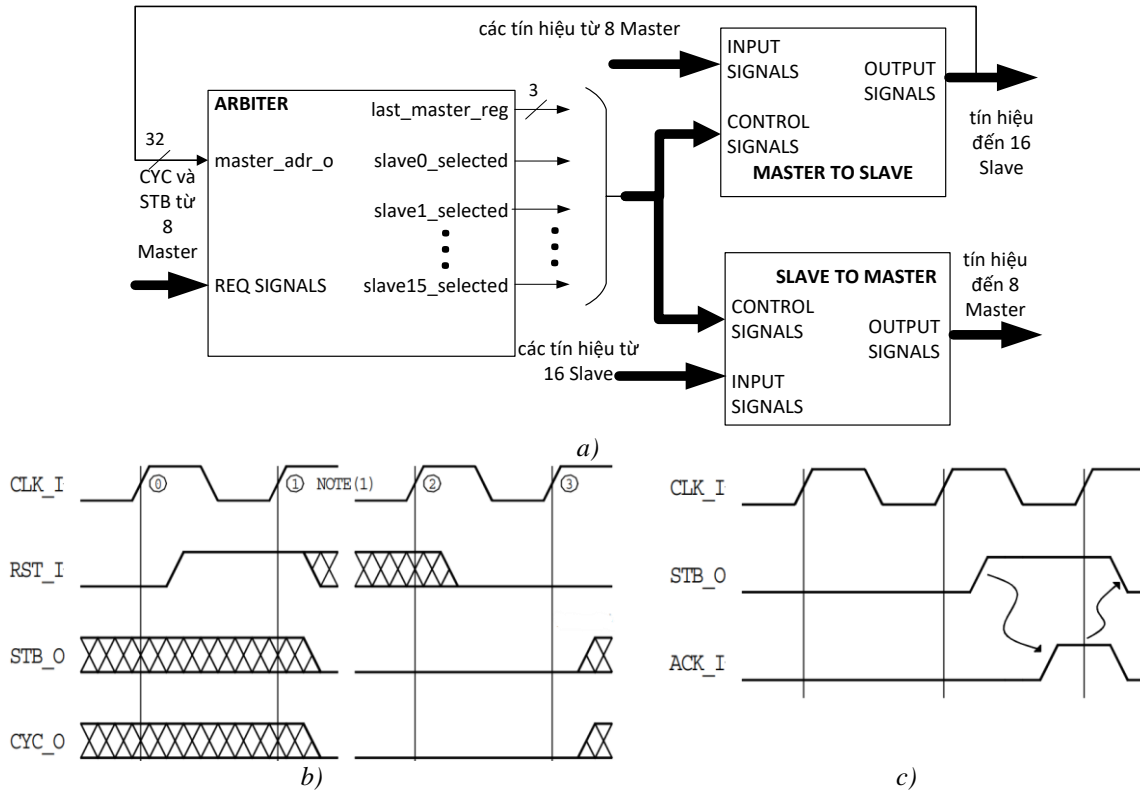 các tín hiệu từ 8 Master
INPUT
SIGNALS
OUTPUT
SIGNALS
CONTROL
SIGNALS
MASTER TO SLAVE
tín hiệu
đến 16
Slave
ARBITER
last_master_reg
3
32
master_adr_o
CYC và
STB từ
8
Master
slave0_selected
slave1_selected
slave15_selected
REQ SIGNALS
SLAVE TO MASTER
CONTROL
SIGNALS
OUTPUT
SIGNALS
INPUT
SIGNALS
tín hiệu
đến 8
Master
các tín hiệu từ
16 Slave
a)
CLK_I
0
1
NOTE(1)
2
3
RST_I
STB_O
CYC_O
b)
CLK_I
STB_O
ACK_I
c)